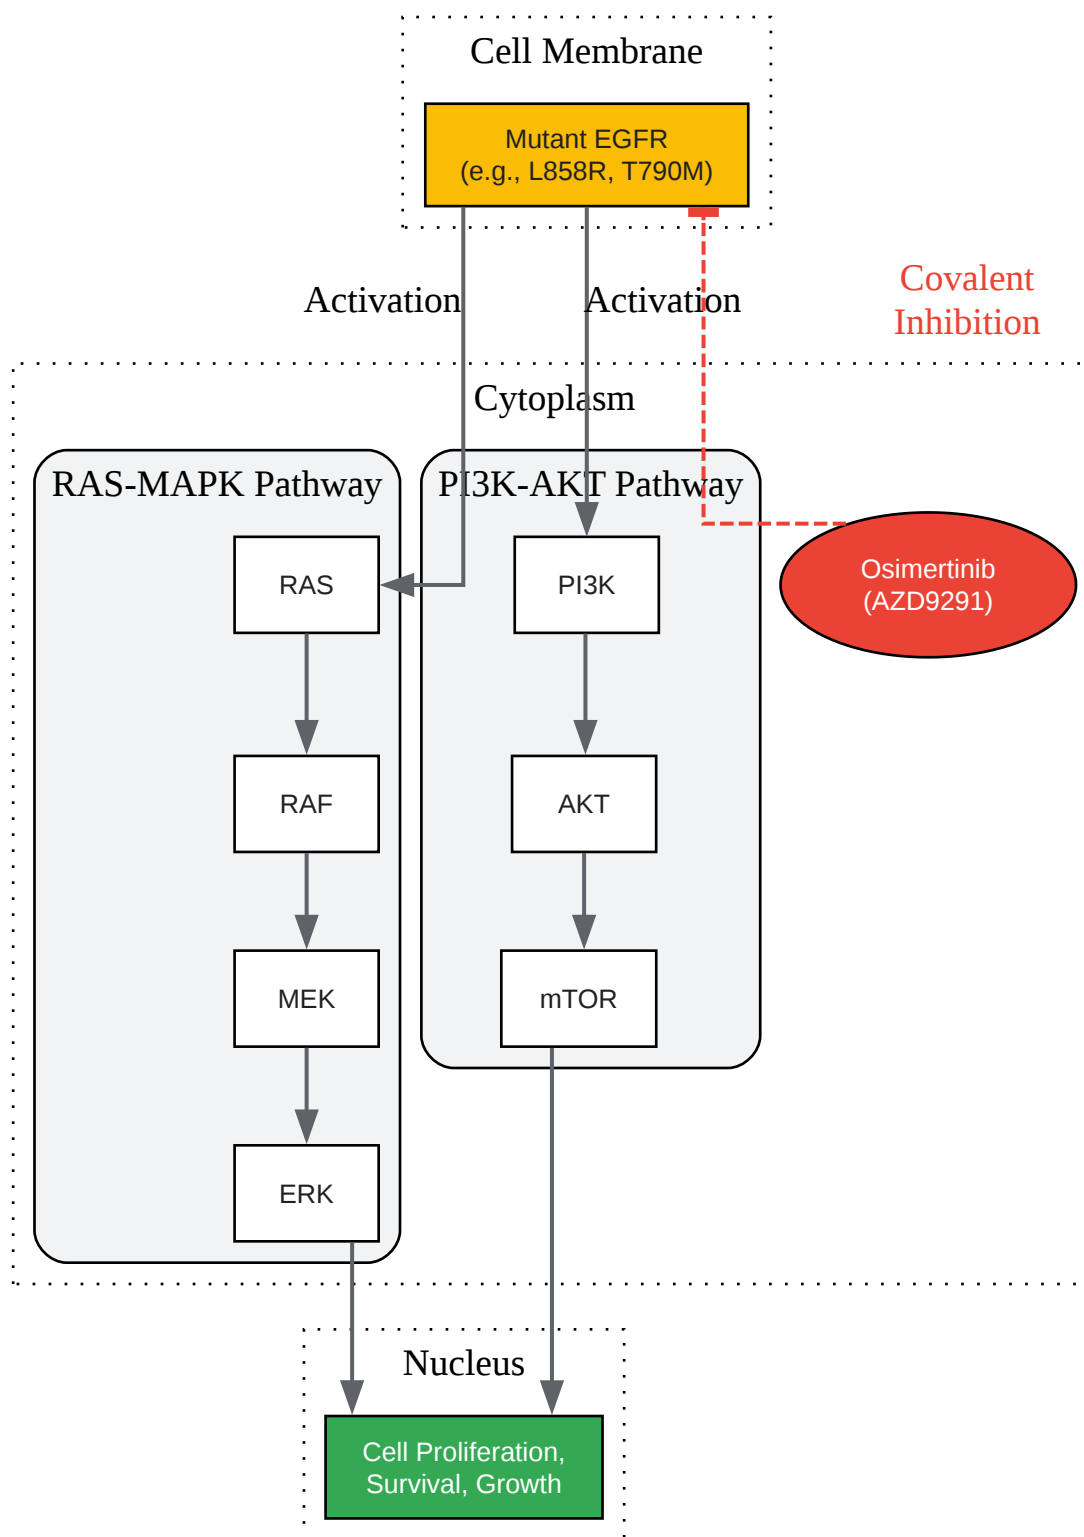 Cell Membrane
Mutant EGFR
(e.g., L858R, T790M)
Activation
Activation
Covalent
Inhibition
Cytoplasm
RAS-MAPK Pathway
PI3K-AKT Pathway
RAS
PI3K
Osimertinib
(AZD9291)
RAF
AKT
MEK
mTOR
ERK
Nucleus
Cell Proliferation,
Survival, Growth